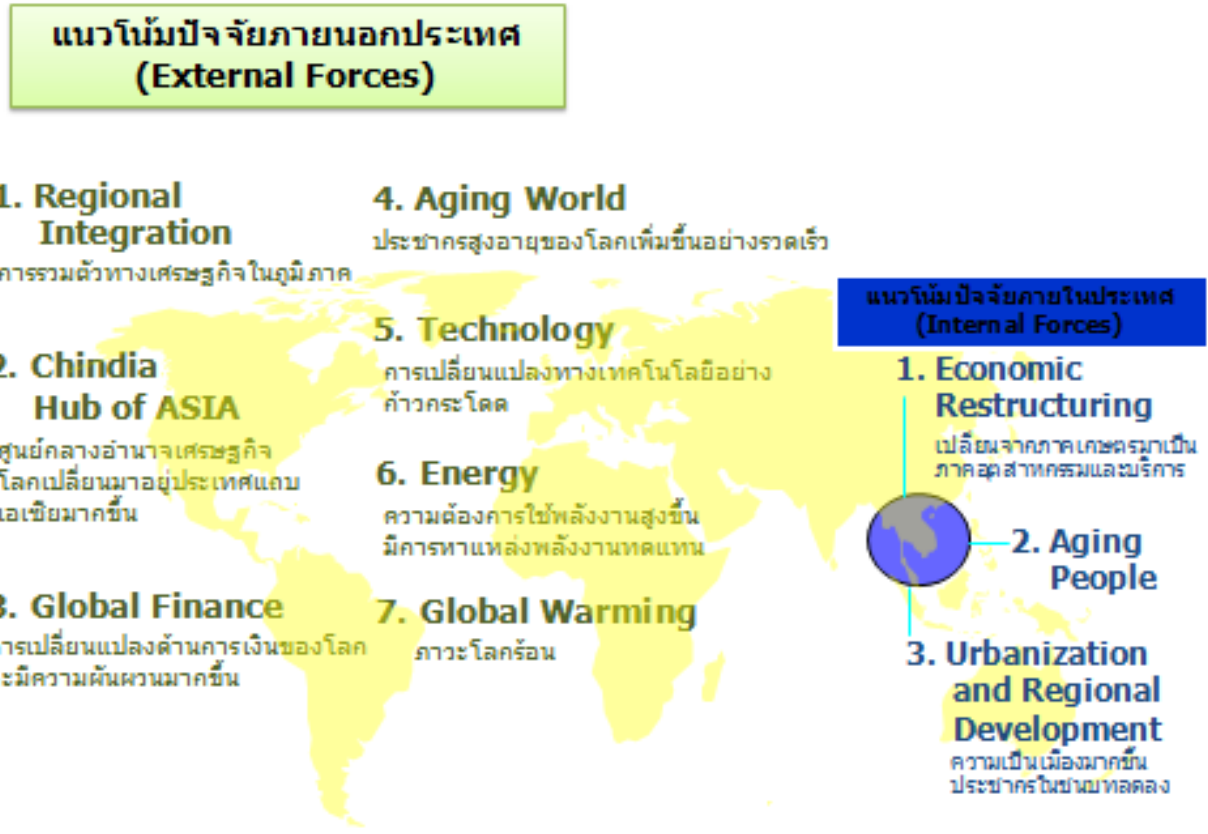 แนวโน้มปัจจัยภายนอกประเทศ
(External Forces)
1. Regional
Integration
การรวมตัวทางเศรษฐกิจในภูมิภาค
2. Chindia
Hub of ASIA
ศูนย์กลางอำนาจเศรษฐกิจ
โลกเปลี่ยนมาอยู่ประเทศแถบ
เอเชียมากขึ้น
3. Global Finance
การเปลี่ยนแปลงด้านการเงินของโลก
จะมีความผันผวนมากขึ้น
4. Aging World
ประชากรสูงอายุของโลกเพิ่มขึ้นอย่างรวดเร็ว
5. Technology
การเปลี่ยนแปลงทางเทคโนโลยีอย่าง
ก้าวกระโดด
6. Energy
ความต้องการใช้พลังงานสูงขึ้น
มีการหาแหล่งพลังงานทดแทน
7. Global Warming
ภาวะโลกร้อน
แนวโน้มปัจจัยภายในประเทศ
(Internal Forces)
1. Economic
Restructuring
เปลี่ยนจากภาคเกษตรมาเป็น
ภาคอุตสาหกรรมและบริการ
2. Aging
People
3. Urbanization
and Regional
Development
ความเป็นเมืองมากขึ้น
ประชากรในชนบทลดลง